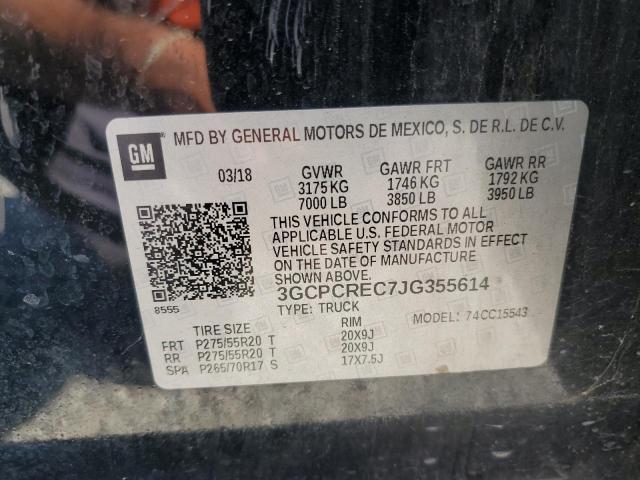 GM
MFD BY GENERAL MOTORS DE MEXICO, S. DE R.L. DE C.V.
03/18 GVWR GAWR FRT GAWR RR
3175 KG 1746 KG 1792 KG
7000 LB 3850 LB 3950 LB
THIS VEHICLE CONFORMS TO ALL
APPLICABLE U.S. FEDERAL MOTOR
VEHICLE SAFETY STANDARDS IN EFFECT
ON THE DATE OF MANUFACTURE
SHOWN ABOVE.
3GCPCREC7JG355614
8555 TYPE: TRUCK MODEL: 74CC15543
TIRE SIZE RIM
FRT P275/55R20 T 20X9J
RR P275/55R20 T 20X9J
SPA P265/70R17 S 17X7.5J